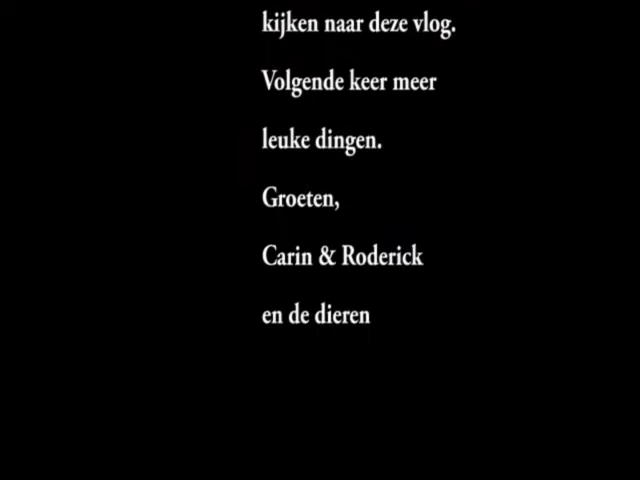 kijken naar deze vlog.
Volgende keer meer
leuke dingen.
Groeten,
Carin & Roderick
en de dieren